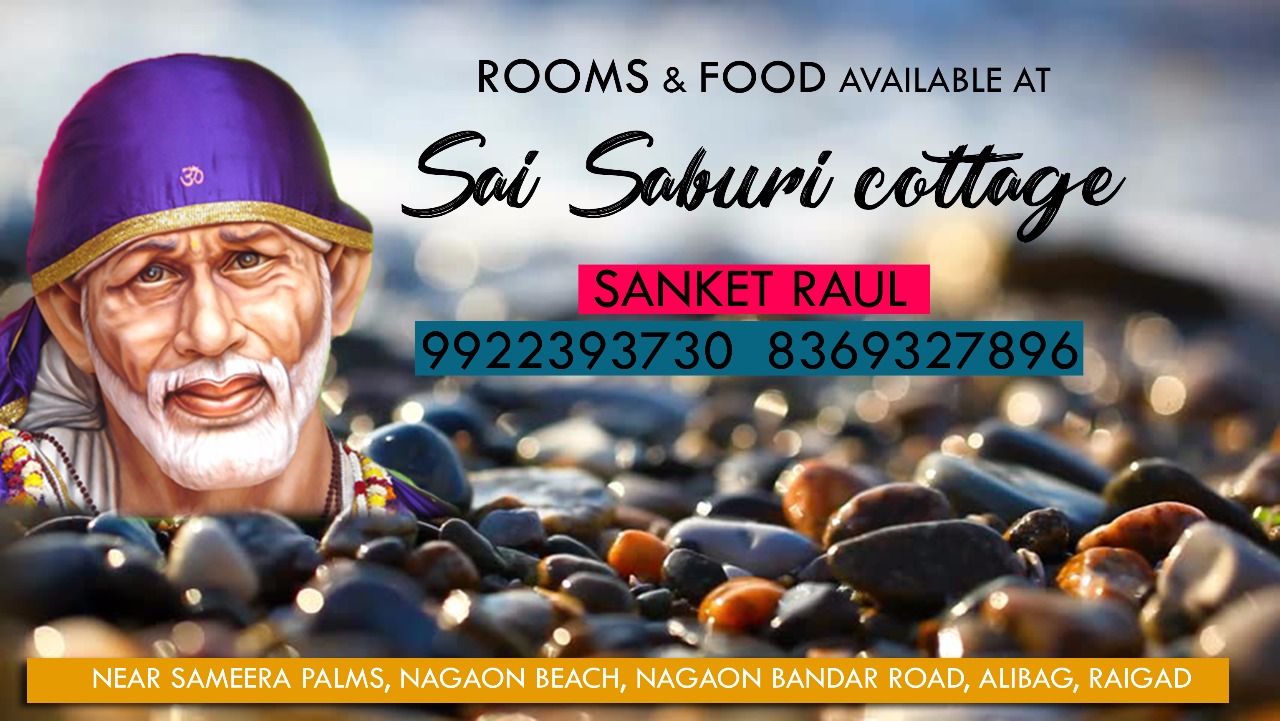 ROOMS & FOOD AVAILABLE AT
Sai Saburi cottage
SANKET RAUL
9922393730 8369327896
ॐ
NEAR SAMEERA PALMS, NAGAON BEACH, NAGAON BANDAR ROAD, ALIBAG, RAIGAD